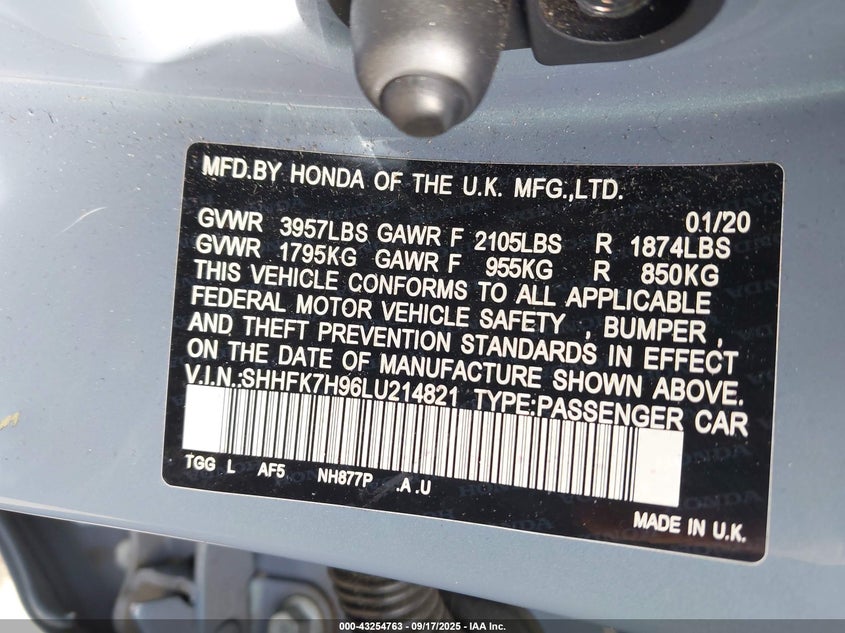 MFD.BY HONDA OF THE U.K. MFG.,LTD.
01/20
GVWR 3957LBS GAWR F 2105LBS R 1874LBS
GVWR 1795KG GAWR F 955KG R 850KG
THIS VEHICLE CONFORMS TO ALL APPLICABLE
FEDERAL MOTOR VEHICLE SAFETY , BUMPER ,
AND THEFT PREVENTION STANDARDS IN EFFECT
ON THE DATE OF MANUFACTURE SHOWN ABOVE.
V.I.N.:SHHFK7H96LU214821 TYPE:PASSENGER CAR
TGG L AF5 NH877P .A .U
MADE IN U.K.
000-43254763 - 09/17/2025 - IAA Inc.